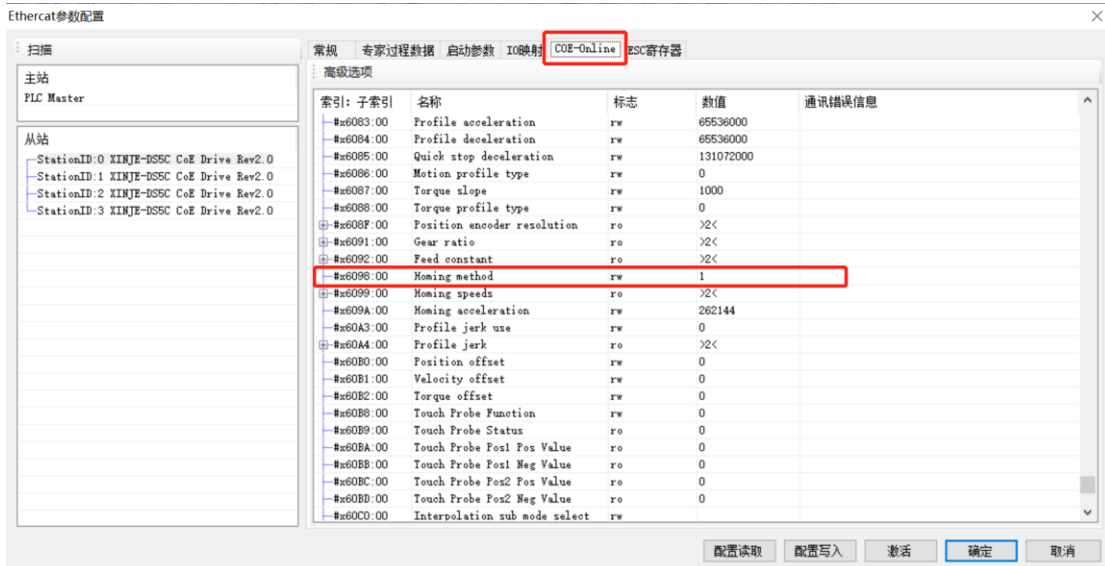 Ethercat参数配置
扫描
主站
PLC Master
从站
StationID:0 XINJE-DS5C CoE Drive Rev2.0
StationID:1 XINJE-DS5C CoE Drive Rev2.0
StationID:2 XINJE-DS5C CoE Drive Rev2.0
StationID:3 XINJE-DS5C CoE Drive Rev2.0
常规 专家过程数据 启动参数 IO映射 COE-Online ESC寄存器
高级选项
索引: 子索引 名称 标志 数值 通讯错误信息
#x6083:00 Profile acceleration rw 65536000
#x6084:00 Profile deceleration rw 65536000
#x6085:00 Quick stop deceleration rw 131072000
#x6086:00 Motion profile type rw 0
#x6087:00 Torque slope rw 1000
#x6088:00 Torque profile type rw 0
#x608F:00 Position encoder resolution ro >2<
#x6091:00 Gear ratio ro >2<
#x6092:00 Feed constant ro >2<
#x6098:00 Homing method rw 1
#x6099:00 Homing speeds ro >2<
#x609A:00 Homing acceleration rw 262144
#x60A3:00 Profile jerk use rw 0
#x60A4:00 Profile jerk ro >2<
#x60B0:00 Position offset rw 0
#x60B1:00 Velocity offset rw 0
#x60B2:00 Torque offset rw 0
#x60B8:00 Touch Probe Function rw 0
#x60B9:00 Touch Probe Status ro 0
#x60BA:00 Touch Probe Pos1 Pos Value ro 0
#x60BB:00 Touch Probe Pos1 Neg Value ro 0
#x60BC:00 Touch Probe Pos2 Pos Value ro 0
#x60BD:00 Touch Probe Pos2 Neg Value ro 0
#x60C0:00 Interpolation sub mode select rw
配置读取 配置写入 激活 确定 取消